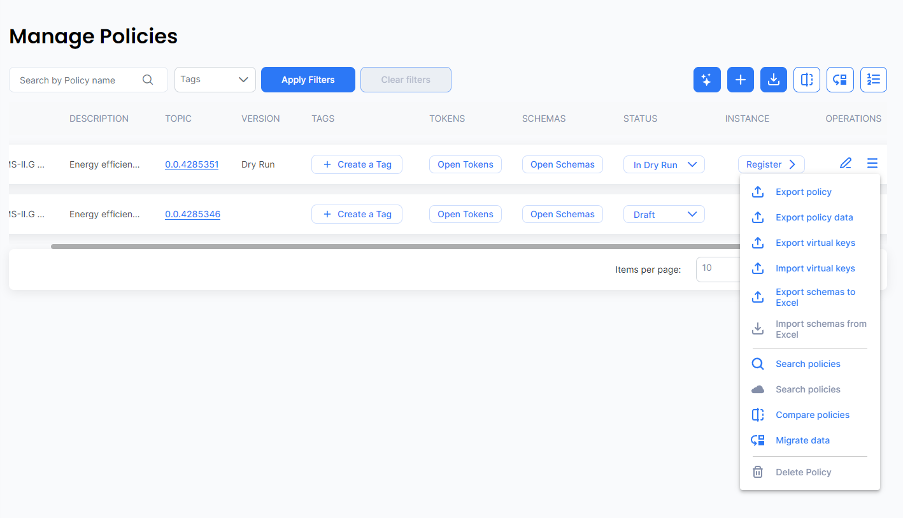 Manage Policies
Search by Policy name
Tags
Apply Filters
Clear filters
DESCRIPTION TOPIC VERSION TAGS TOKENS SCHEMAS STATUS INSTANCE OPERATIONS
MS-II.G ... Energy efficien... 0.0.4285351 Dry Run + Create a Tag Open Tokens Open Schemas In Dry Run Register
MS-II.G ... Energy efficien... 0.0.4285346 + Create a Tag Open Tokens Open Schemas Draft
Items per page: 10
Export policy
Export policy data
Export virtual keys
Import virtual keys
Export schemas to
Excel
Import schemas from
Excel
Search policies
Search policies
Compare policies
Migrate data
Delete Policy